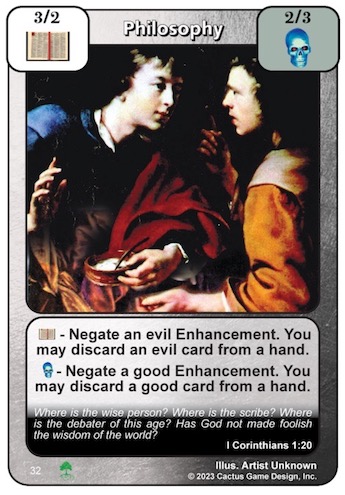 3/2
Philosophy
2/3
- Negate an evil Enhancement. You
may discard an evil card from a hand.
- Negate a good Enhancement. You
may discard a good card from a hand.
Where is the wise person? Where is the scribe? Where
is the debater of this age? Has God not made foolish
the wisdom of the world?
I Corinthians 1:20
Illus. Artist Unknown
32
© 2023 Cactus Game Design, Inc.